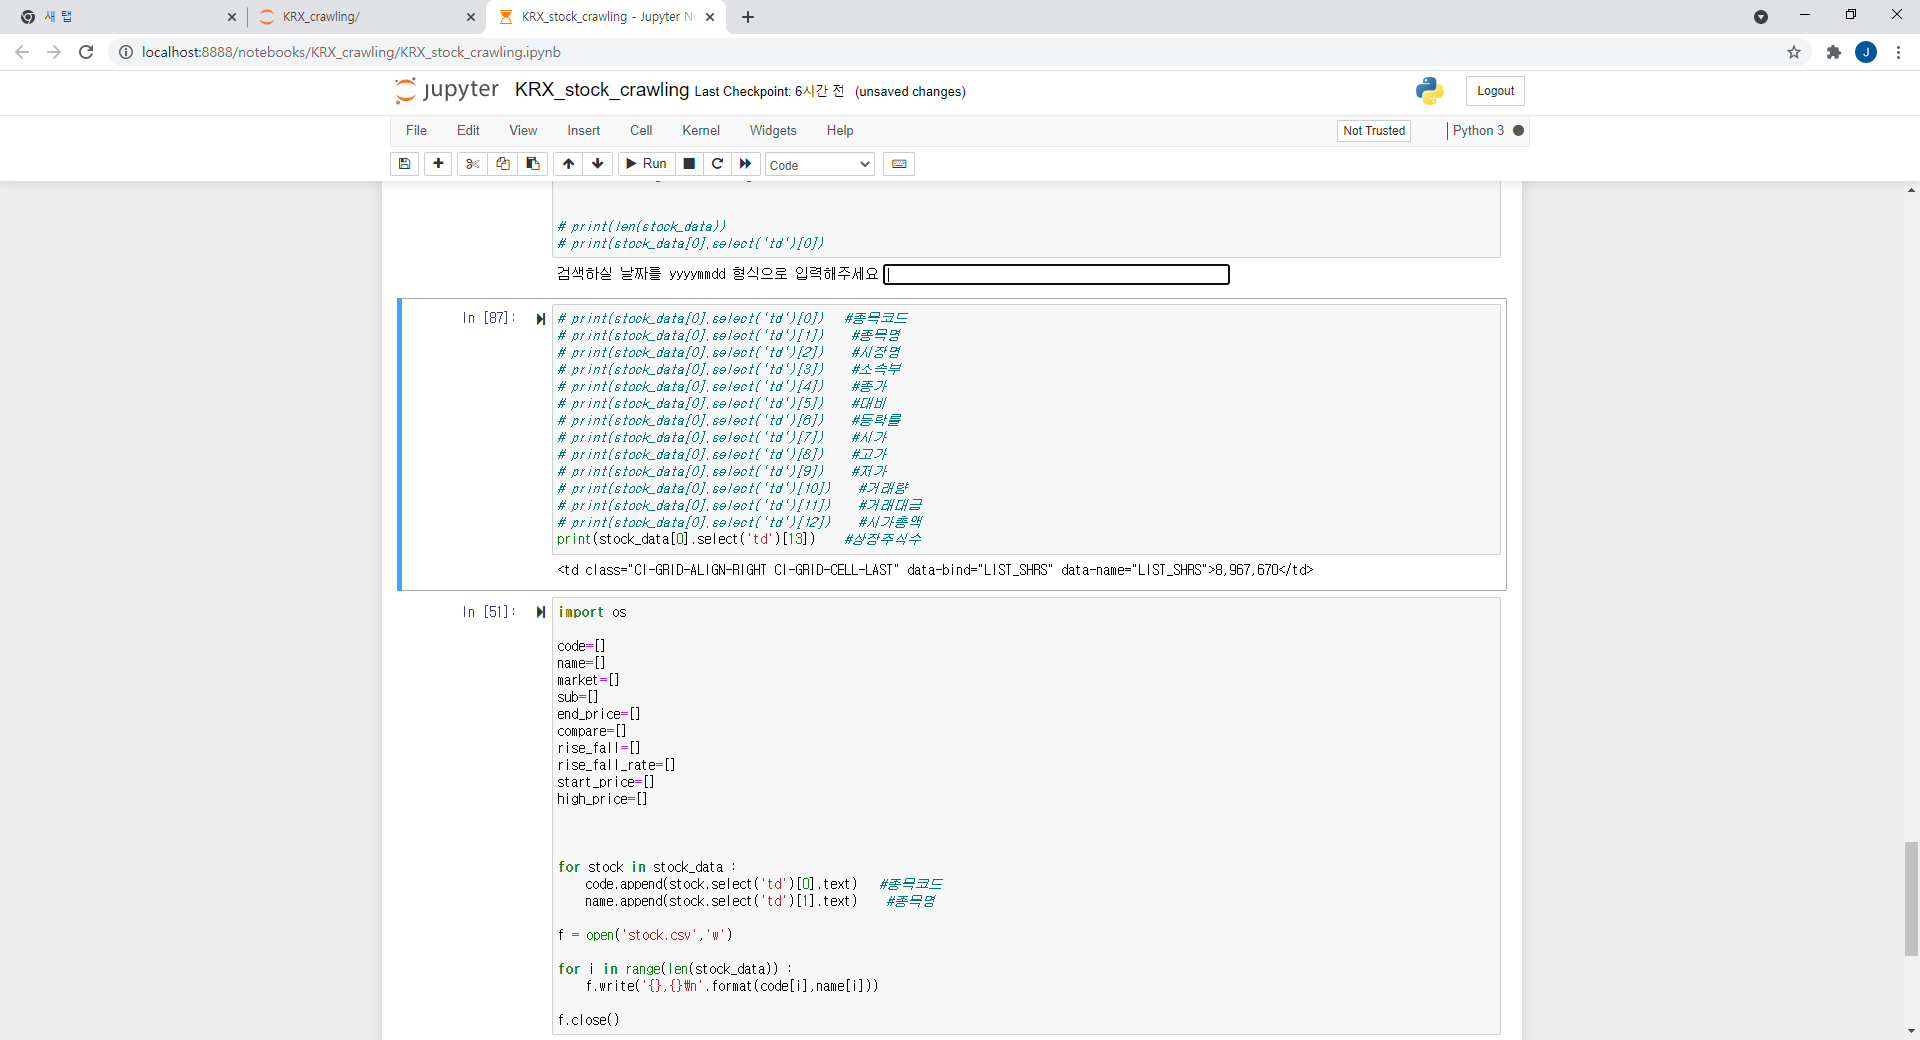 새 탭
KRX_crawling/
KRX_stock_crawling - Jupyter No
localhost:8888/notebooks/KRX_crawling/KRX_stock_crawling.ipynb
J
jupyter KRX_stock_crawling Last Checkpoint: 6시간 전 (unsaved changes)
Logout
File Edit View Insert Cell Kernel Widgets Help
Not Trusted
Python 3
Run
Code
# print(len(stock_data))
# print(stock_data[0].select('td')[0])
검색하실 날짜를 yyyymmdd 형식으로 입력해주세요
In [87]:
# print(stock_data[0].select('td')[0]) #종목코드
# print(stock_data[0].select('td')[1]) #종목명
# print(stock_data[0].select('td')[2]) #시장명
# print(stock_data[0].select('td')[3]) #소속부
# print(stock_data[0].select('td')[4]) #종가
# print(stock_data[0].select('td')[5]) #대비
# print(stock_data[0].select('td')[6]) #등락률
# print(stock_data[0].select('td')[7]) #시가
# print(stock_data[0].select('td')[8]) #고가
# print(stock_data[0].select('td')[9]) #저가
# print(stock_data[0].select('td')[10]) #거래량
# print(stock_data[0].select('td')[11]) #거래대금
# print(stock_data[0].select('td')[12]) #시가총액
print(stock_data[0].select('td')[13]) #상장주식수
<td class="CI-GRID-ALIGN-RIGHT CI-GRID-CELL-LAST" data-bind="LIST_SHRS" data-name="LIST_SHRS">8,967,670</td>
In [51]:
import os
code=[]
name=[]
market=[]
sub=[]
end_price=[]
compare=[]
rise_fall=[]
rise_fall_rate=[]
start_price=[]
high_price=[]
for stock in stock_data :
code.append(stock.select('td')[0].text) #종목코드
name.append(stock.select('td')[1].text) #종목명
f = open('stock.csv','w')
for i in range(len(stock_data)) :
f.write('{},{}₩n'.format(code[i],name[i]))
f.close()